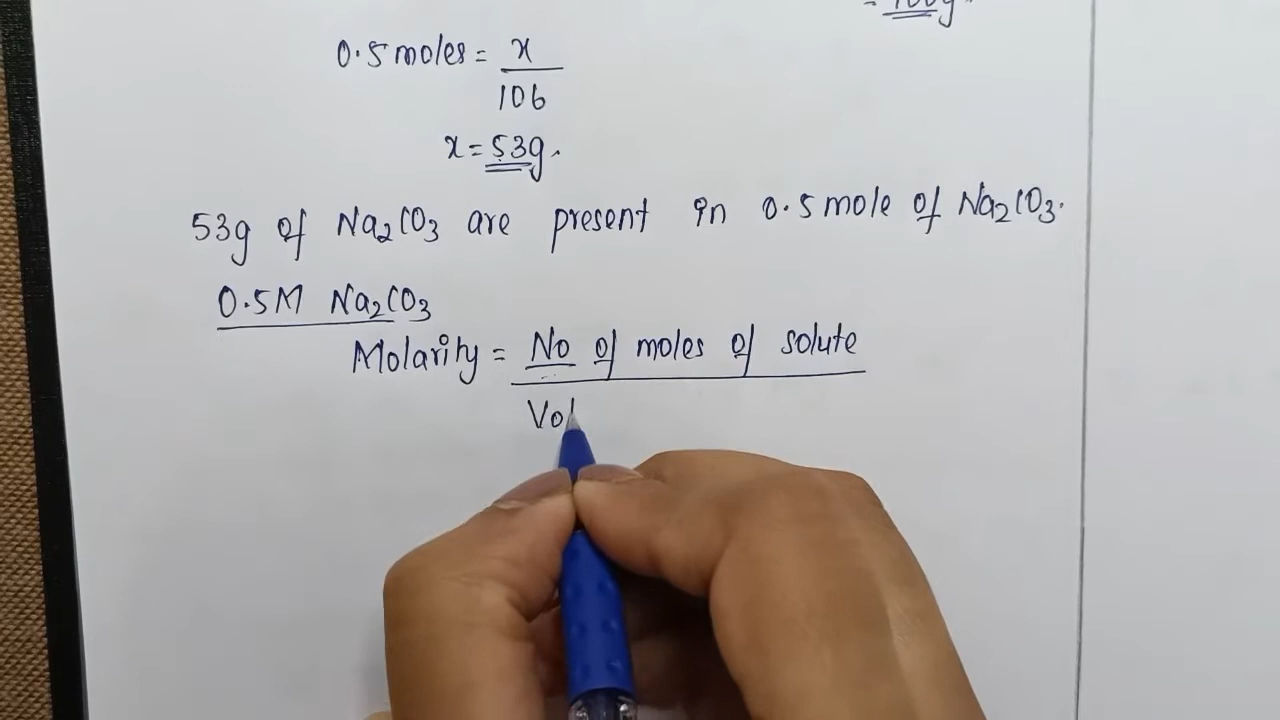 0.5 moles = x
106
x = 53g.
53g of Na2CO3 are present in 0.5 mole of Na2CO3.
0.5M Na2CO3
Molarity = No of moles of solute
Vol